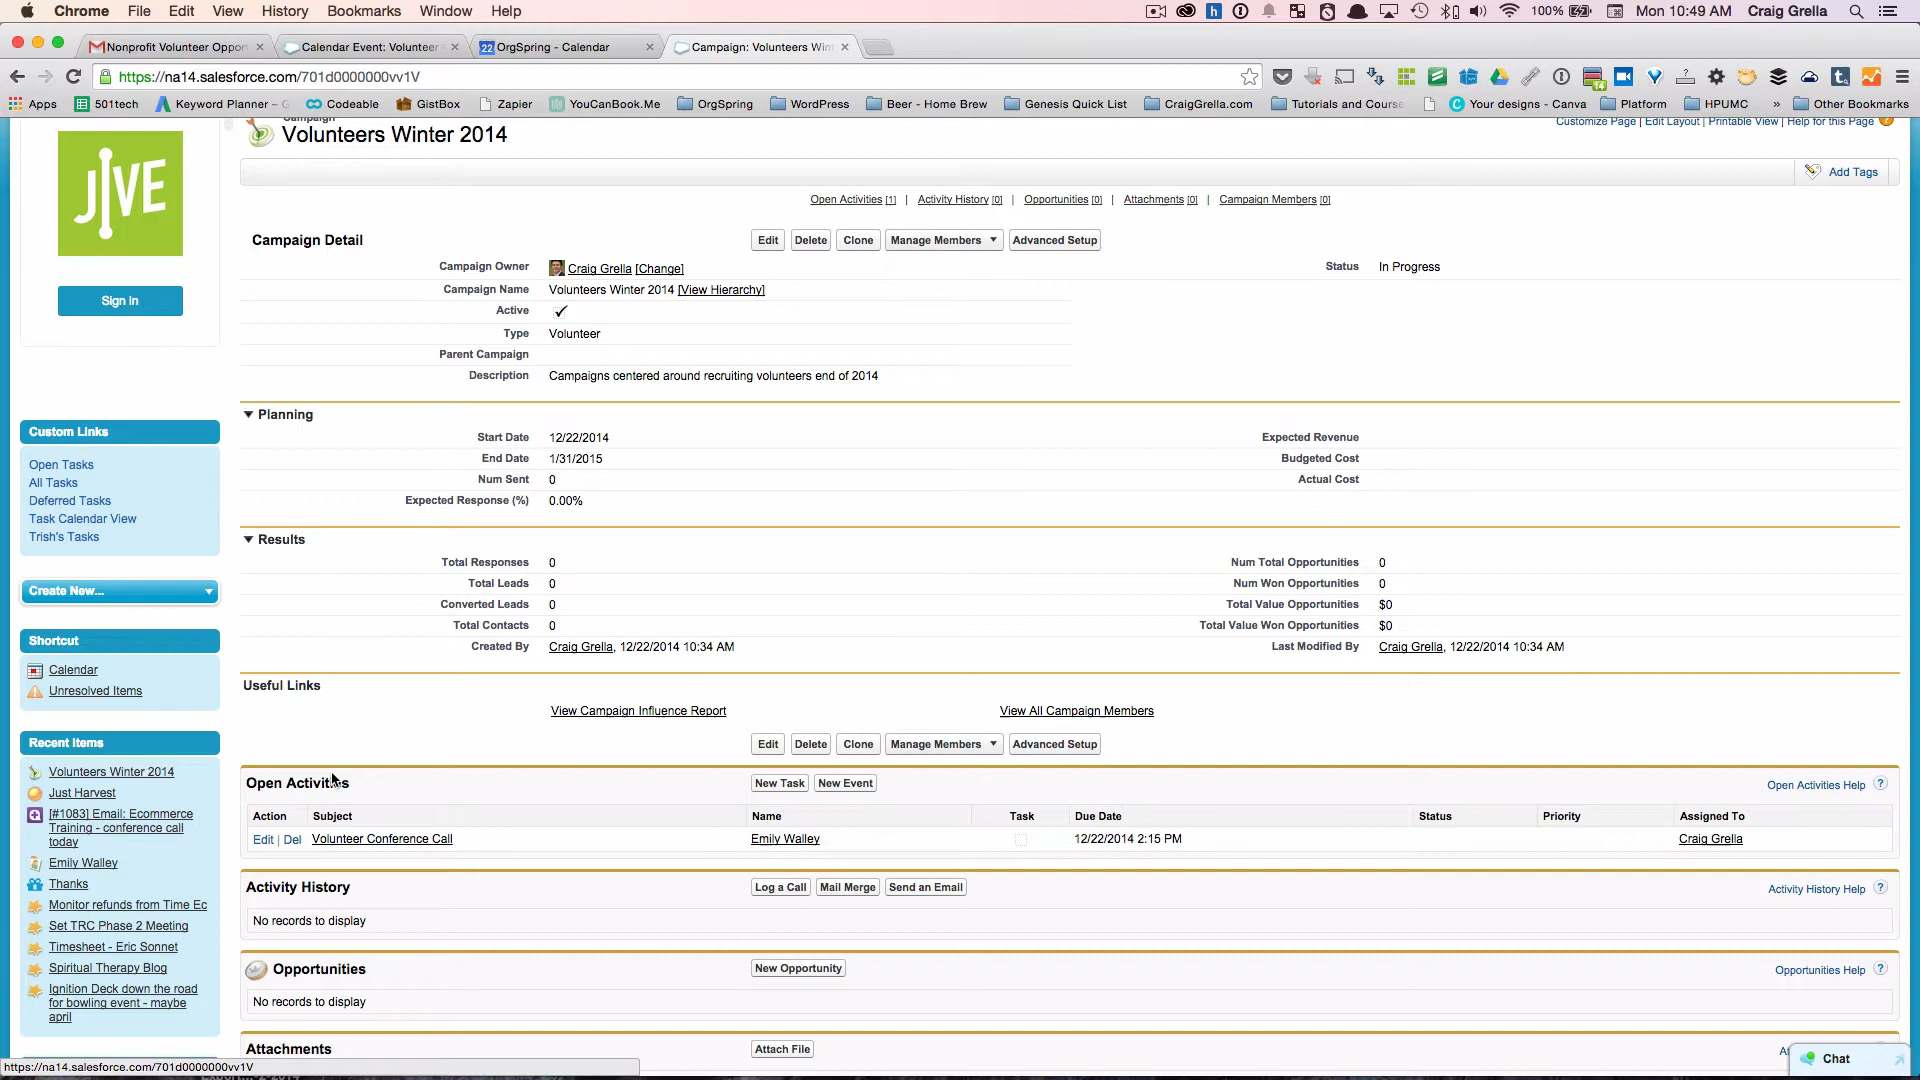 Chrome File Edit View History Bookmarks Window Help 100% Mon 10:49 AM Craig Grella
Nonprofit Volunteer Oppor Calendar Event: Volunteer 22 OrgSpring - Calendar Campaign: Volunteers Wint
https://na14.salesforce.com/701d0000000vv1V
Apps 501tech Keyword Planner – G Codeable GistBox Zapier YouCanBook.Me OrgSpring WordPress Beer - Home Brew Genesis Quick List CraigGrella.com Tutorials and Course Your designs - Canva Platform HPUMC » Other Bookmarks
Campaign
Volunteers Winter 2014
Customize Page | Edit Layout | Printable View | Help for this Page
Add Tags
JIVE
Sign in
Open Activities [1] | Activity History [0] | Opportunities [0] | Attachments [0] | Campaign Members [0]
Campaign Detail Edit Delete Clone Manage Members Advanced Setup
Campaign Owner Craig Grella [Change] Status In Progress
Campaign Name Volunteers Winter 2014 [View Hierarchy]
Active ✓
Type Volunteer
Parent Campaign
Description Campaigns centered around recruiting volunteers end of 2014
Planning
Start Date 12/22/2014 Expected Revenue
End Date 1/31/2015 Budgeted Cost
Num Sent 0 Actual Cost
Expected Response (%) 0.00%
Results
Total Responses 0 Num Total Opportunities 0
Total Leads 0 Num Won Opportunities 0
Converted Leads 0 Total Value Opportunities $0
Total Contacts 0 Total Value Won Opportunities $0
Created By Craig Grella, 12/22/2014 10:34 AM Last Modified By Craig Grella, 12/22/2014 10:34 AM
Useful Links
View Campaign Influence Report View All Campaign Members
Edit Delete Clone Manage Members Advanced Setup
Open Activities New Task New Event Open Activities Help ?
Action Subject Name Task Due Date Status Priority Assigned To
Edit | Del Volunteer Conference Call Emily Walley 12/22/2014 2:15 PM Craig Grella
Activity History Log a Call Mail Merge Send an Email Activity History Help ?
No records to display
Opportunities New Opportunity Opportunities Help ?
No records to display
Attachments Attach File
Custom Links
Open Tasks
All Tasks
Deferred Tasks
Task Calendar View
Trish's Tasks
Create New...
Shortcut
Calendar
Unresolved Items
Recent Items
Volunteers Winter 2014
Just Harvest
[#1083] Email: Ecommerce
Training - conference call
today
Emily Walley
Thanks
Monitor refunds from Time Ec
Set TRC Phase 2 Meeting
Timesheet - Eric Sonnet
Spiritual Therapy Blog
Ignition Deck down the road
for bowling event - maybe
april
https://na14.salesforce.com/701d0000000vv1V
Chat